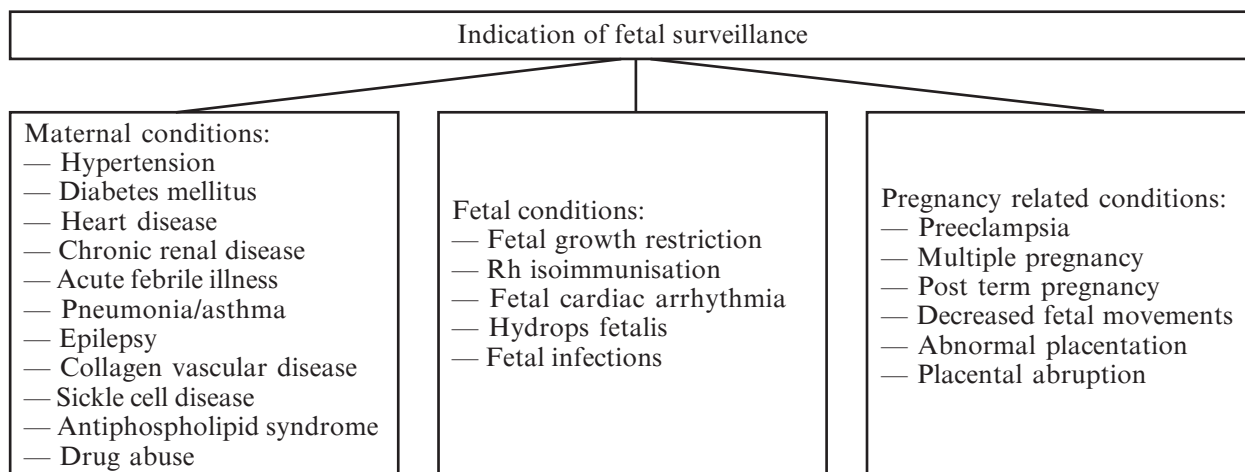 Indication of fetal surveillance
Maternal conditions:
— Hypertension
— Diabetes mellitus
— Heart disease
— Chronic renal disease
— Acute febrile illness
— Pneumonia/asthma
— Epilepsy
— Collagen vascular disease
— Sickle cell disease
— Antiphospholipid syndrome
— Drug abuse
Fetal conditions:
— Fetal growth restriction
— Rh isoimmunisation
— Fetal cardiac arrhythmia
— Hydrops fetalis
— Fetal infections
Pregnancy related conditions:
— Preeclampsia
— Multiple pregnancy
— Post term pregnancy
— Decreased fetal movements
— Abnormal placentation
— Placental abruption